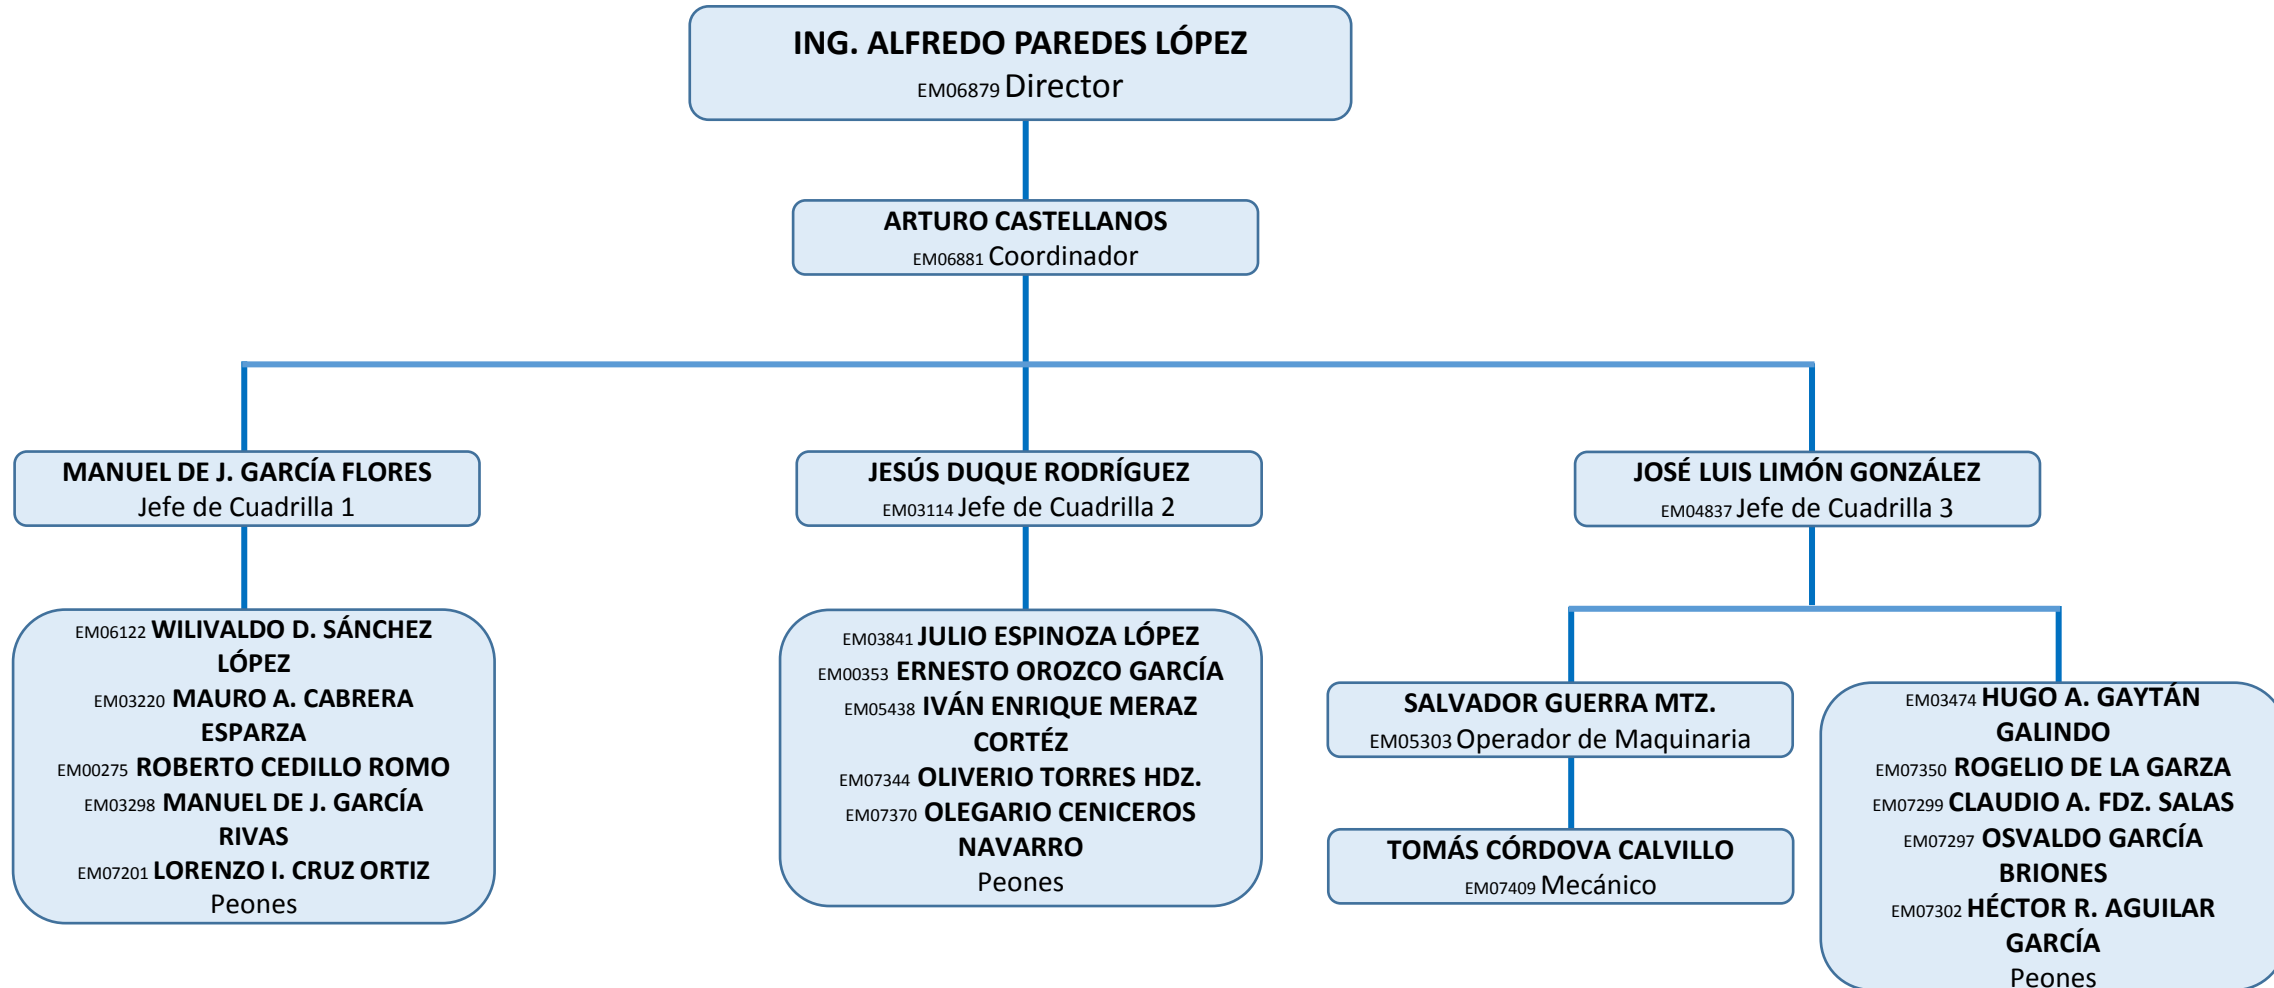 ING. ALFREDO PAREDES LÓPEZ
EM06879 Director
ARTURO CASTELLANOS
EM06881 Coordinador
MANUEL DE J. GARCÍA FLORES
Jefe de Cuadrilla 1
JESÚS DUQUE RODRÍGUEZ
EM03114 Jefe de Cuadrilla 2
JOSÉ LUIS LIMÓN GONZÁLEZ
EM04837 Jefe de Cuadrilla 3
EM06122 WILIVALDO D. SÁNCHEZ
LÓPEZ
EM03220 MAURO A. CABRERA
ESPARZA
EM00275 ROBERTO CEDILLO ROMO
EM03298 MANUEL DE J. GARCÍA
RIVAS
EM07201 LORENZO I. CRUZ ORTIZ
Peones
EM03841 JULIO ESPINOZA LÓPEZ
EM00353 ERNESTO OROZCO GARCÍA
EM05438 IVÁN ENRIQUE MERAZ
CORTÉZ
EM07344 OLIVERIO TORRES HDZ.
EM07370 OLEGARIO CENICEROS
NAVARRO
Peones
SALVADOR GUERRA MTZ.
EM05303 Operador de Maquinaria
TOMÁS CÓRDOVA CALVILLO
EM07409 Mecánico
EM03474 HUGO A. GAYTÁN
GALINDO
EM07350 ROGELIO DE LA GARZA
EM07299 CLAUDIO A. FDZ. SALAS
EM07297 OSVALDO GARCÍA
BRIONES
EM07302 HÉCTOR R. AGUILAR
GARCÍA
Peones